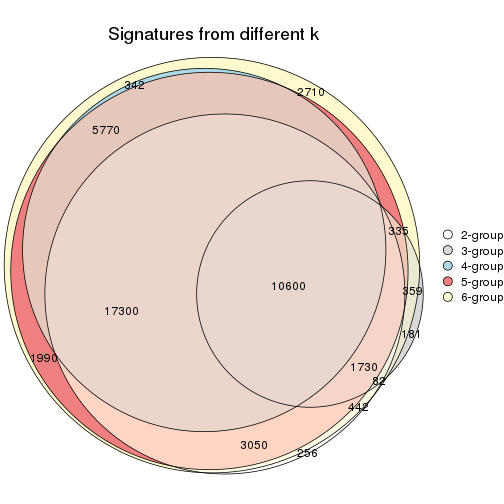 Signatures from different k
342
2710
5770
335
2-group
3-group
4-group
5-group
6-group
10600
359
17300
181
1990
1730
82
442
3050
256